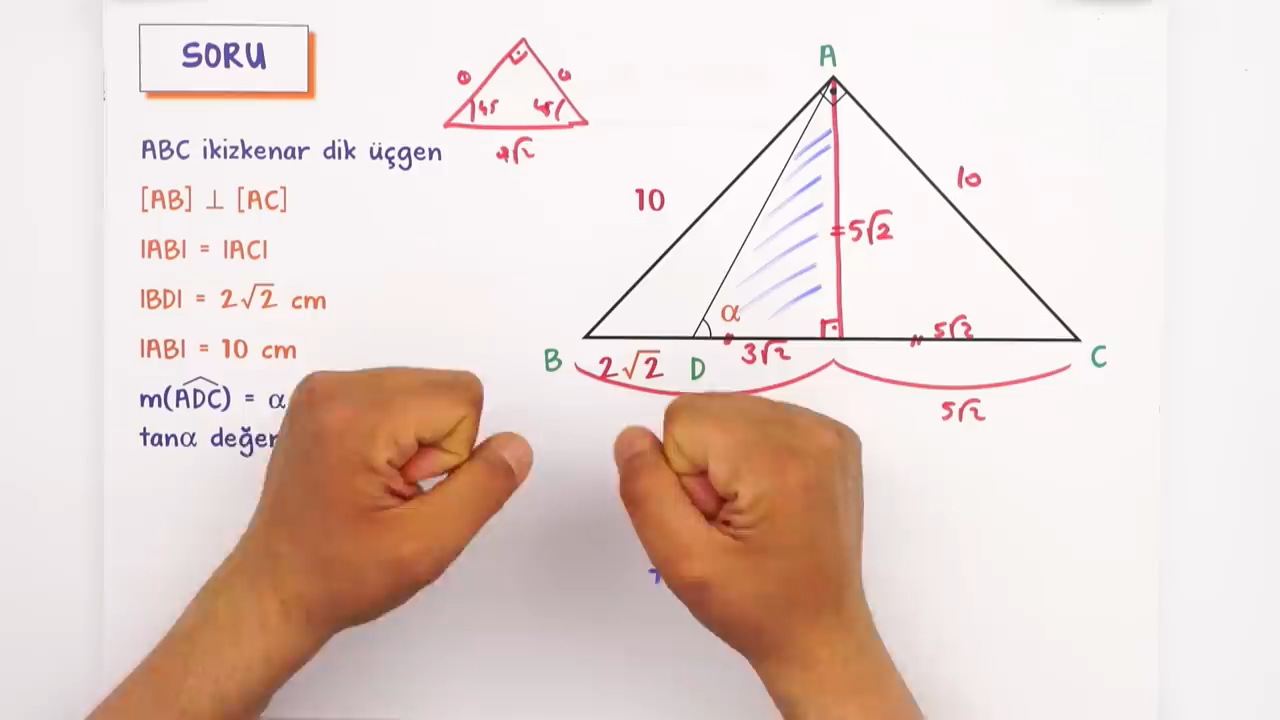 SORU
ABC ikizkenar dik üçgen
[AB] ⊥ [AC]
|AB| = |AC|
|BD| = 2√2 cm
|AB| = 10 cm
m(ADC) = α
tanα değer
45 45
√2
A
10
10
5√2
α
5√2
B 2√2 D 3√2 C
5√2